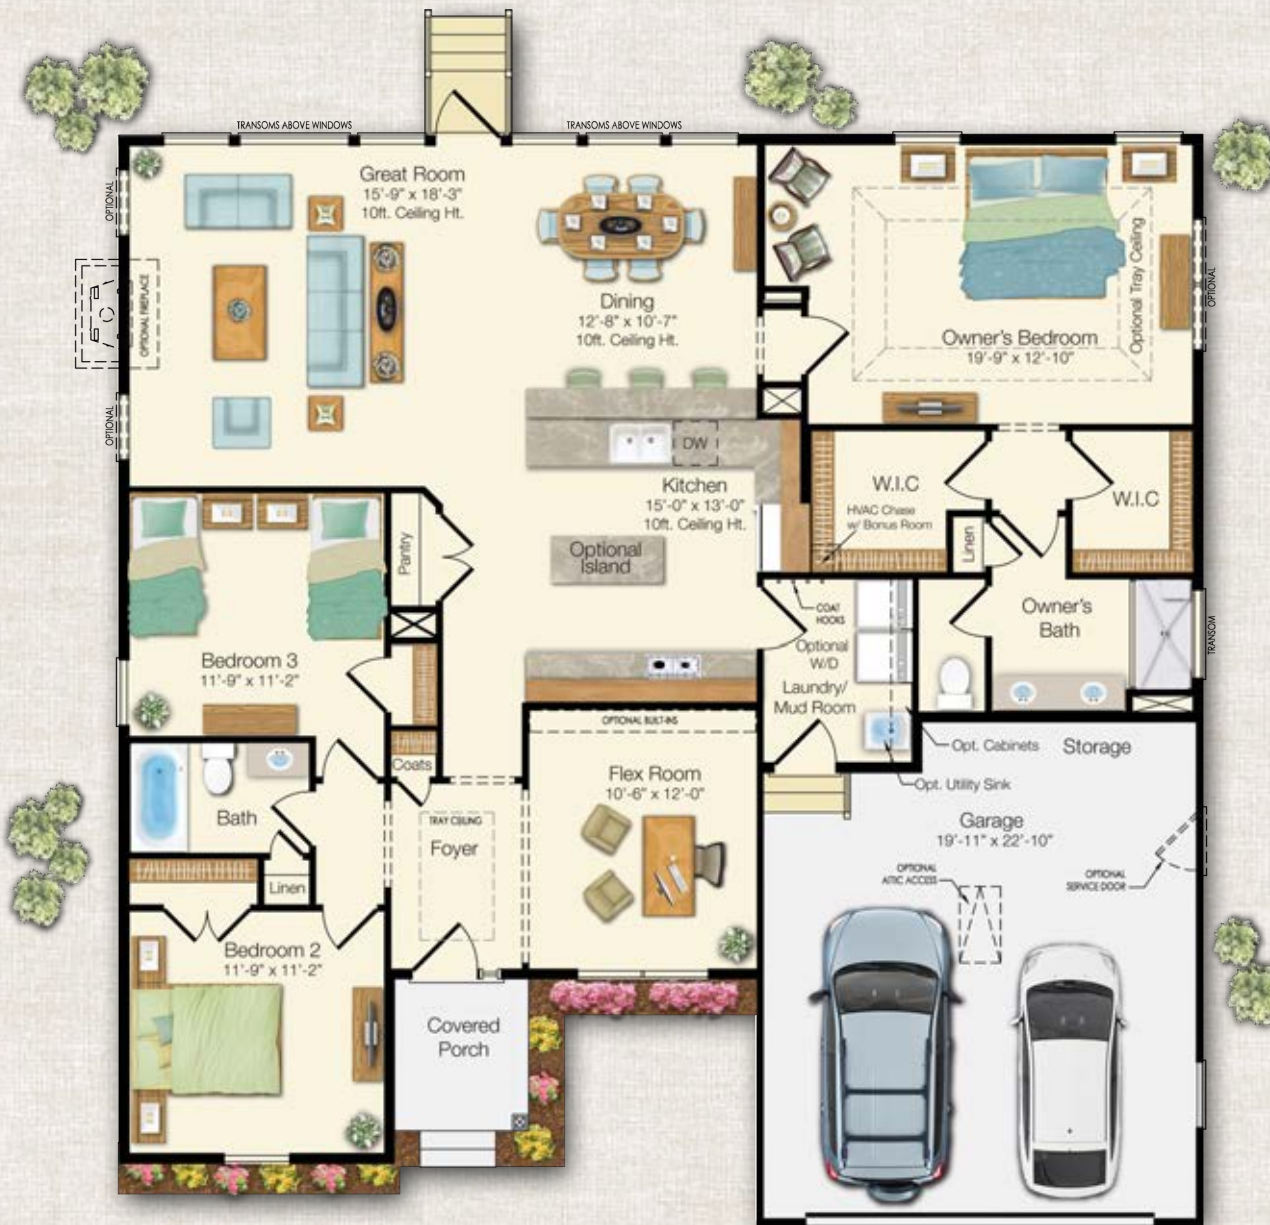 TRANSOMS ABOVE WINDOWS
TRANSOMS ABOVE WINDOWS
Great Room
15'-9" x 18'-3"
10ft. Ceiling Ht.
OPTIONAL
OPTIONAL FIREPLACE
OPTIONAL
Dining
12'-8" x 10'-7"
10ft. Ceiling Ht.
Optional Tray Ceiling
OPTIONAL
Owner's Bedroom
19'-9" x 12'-10"
DW
Kitchen
15'-0" x 13'-0"
10ft. Ceiling Ht.
Optional
Island
Pantry
W.I.C
HVAC Chase
w/ Bonus Room
W.I.C
Linen
Owner's
Bath
TRANSOM
COAT
HOOKS
Optional
W/D
Laundry/
Mud Room
Opt. Cabinets
Opt. Utility Sink
Storage
Bedroom 3
11'-9" x 11'-2"
Coats
OPTIONAL BUILT-INS
Flex Room
10'-6" x 12'-0"
TRAY CEILING
Foyer
Bath
Linen
Garage
19'-11" x 22'-10"
OPTIONAL
ATTIC ACCESS
OPTIONAL
SERVICE DOOR
Bedroom 2
11'-9" x 11'-2"
Covered
Porch